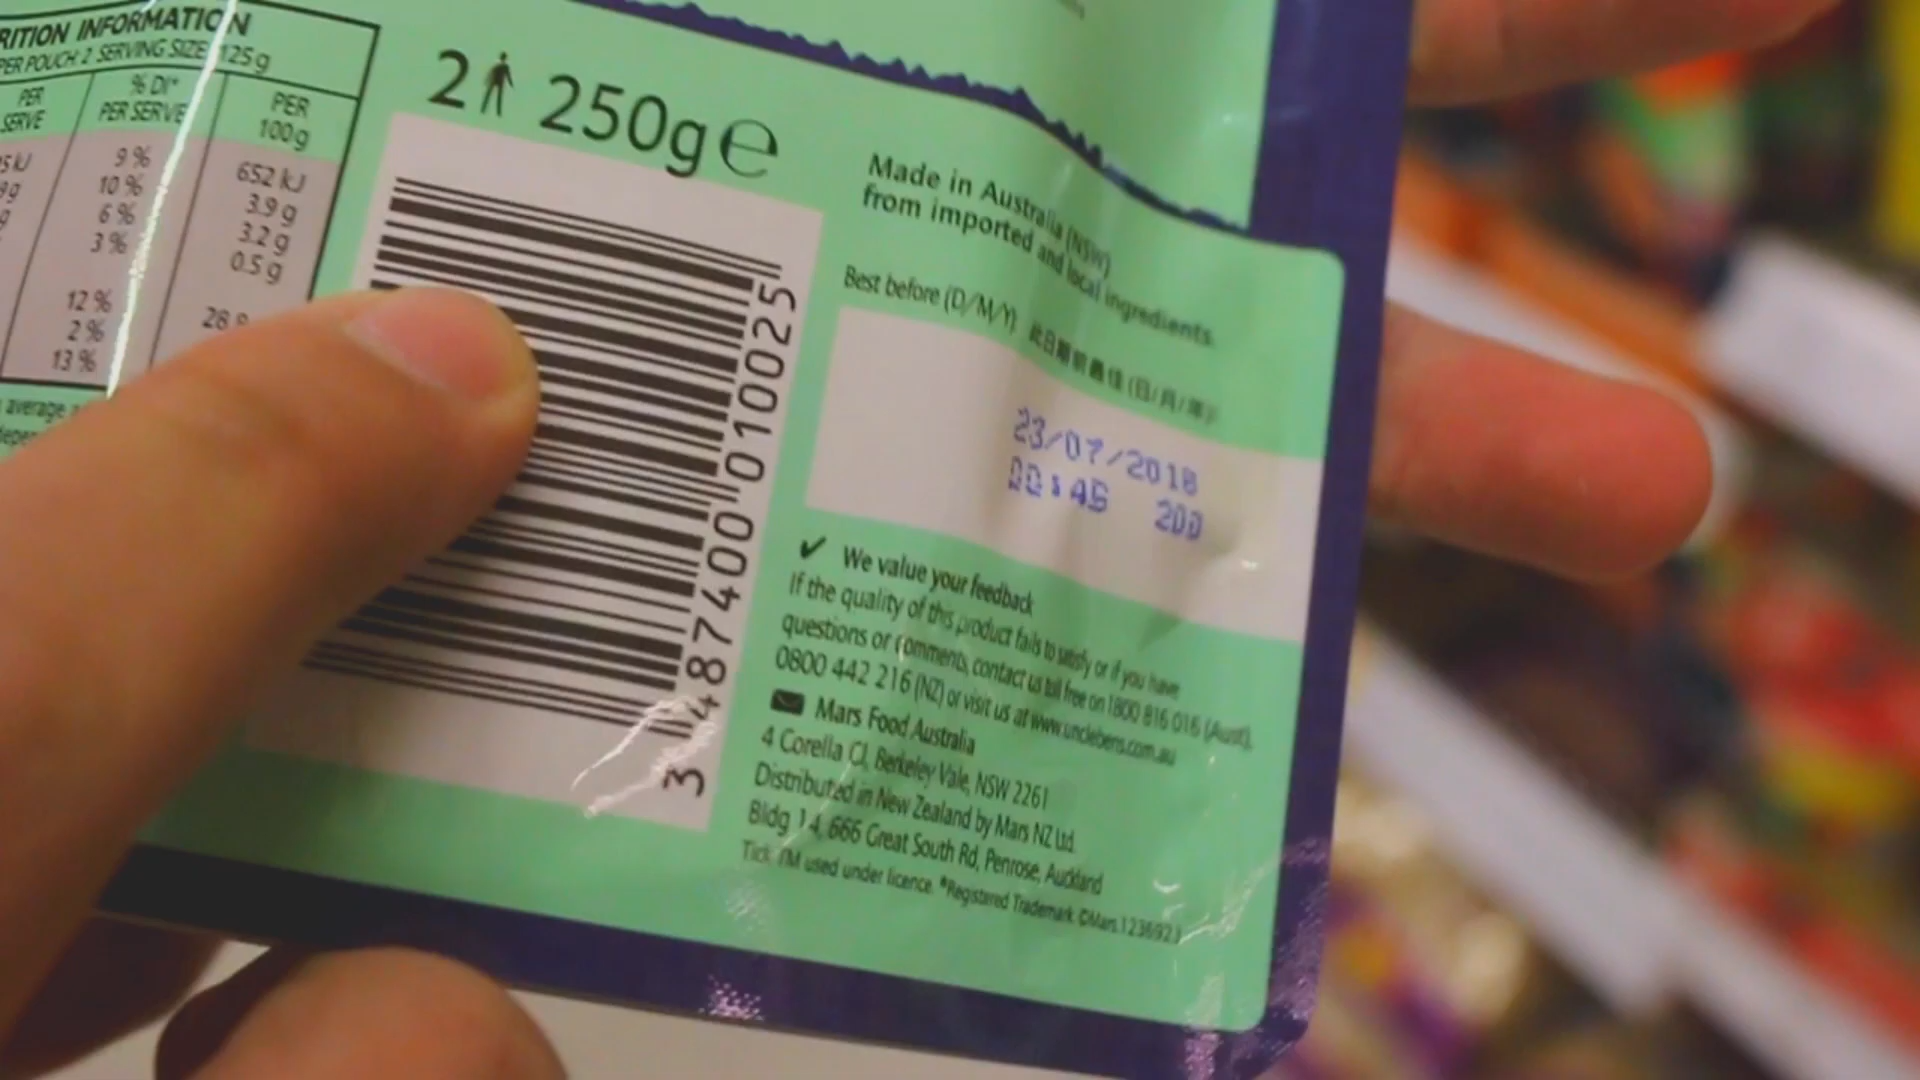 RITION INFORMATION
PER POUCH: 2 SERVING SIZE: 125g
PER SERVE
% DI* PER SERVE
PER 100g
5 kJ 9 % 652 kJ
9g 10 % 3.9 g
g 6 % 3.2 g
3 % 0.5 g
12 % 28
2 %
13 %
average
depen
2 250g e
3 487400 010025
Made in Australia (NSW)
from imported and local ingredients.
Best before (D/M/Y) 此日期前最佳 (日/月/年)
23/07/2018
00:45 200
✓ We value your feedback
If the quality of this product fails to satisfy or if you have
questions or comments, contact us toll free on 1800 816 016 (Aust),
0800 442 216 (NZ) or visit us at www.unclebens.com.au
Mars Food Australia
4 Corella Cl, Berkeley Vale, NSW 2261
Distributed in New Zealand by Mars NZ Ltd.
Bldg 14, 666 Great South Rd, Penrose, Auckland
Tick TM used under licence. *Registered Trademark ©Mars 123692